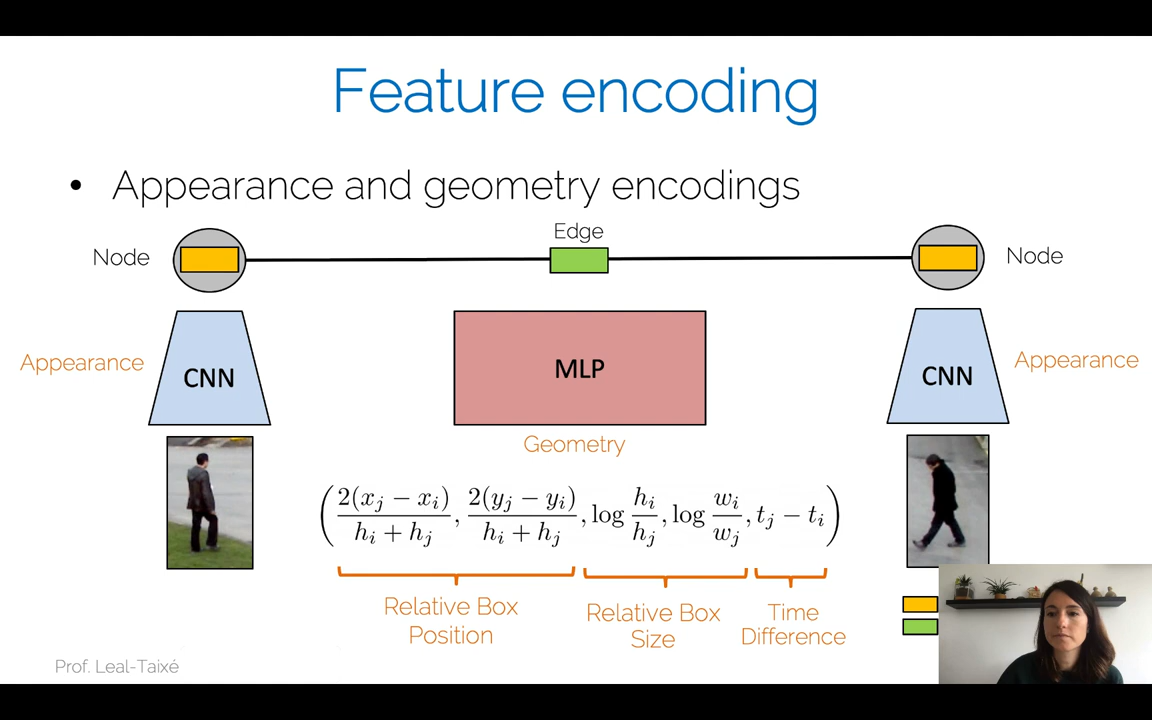 Feature encoding
• Appearance and geometry encodings
Edge
Node
Node
Appearance
CNN
MLP
CNN
Appearance
Geometry
(2(x_j − x_i)/(h_i + h_j), 2(y_j − y_i)/(h_i + h_j), log h_i/h_j, log w_i/w_j, t_j − t_i)
Relative Box
Position
Relative Box
Size
Time
Difference
Prof. Leal-Taixé